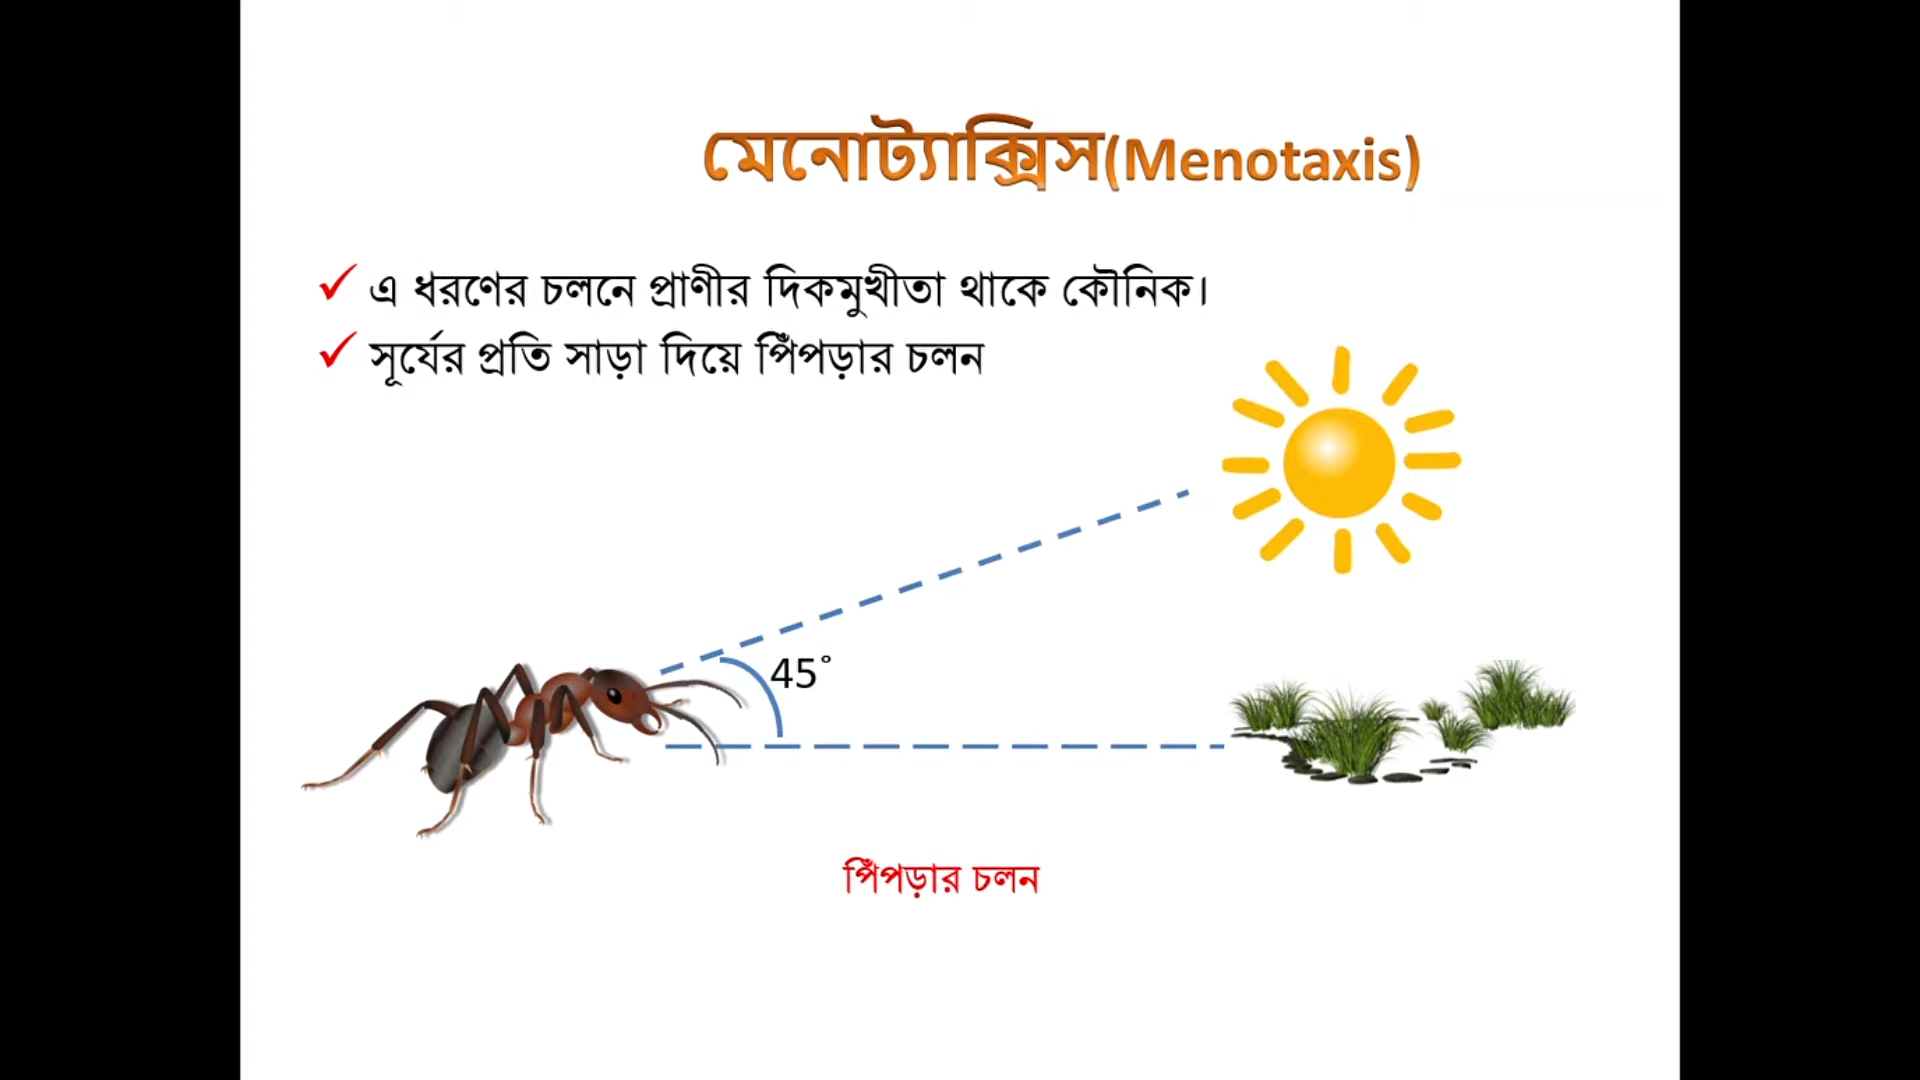 মেনোট্যাক্সিস(Menotaxis)
✓ এ ধরণের চলনে প্রাণীর দিকমুখীতা থাকে কৌনিক।
✓ সূর্যের প্রতি সাড়া দিয়ে পিঁপড়ার চলন
45°
পিঁপড়ার চলন